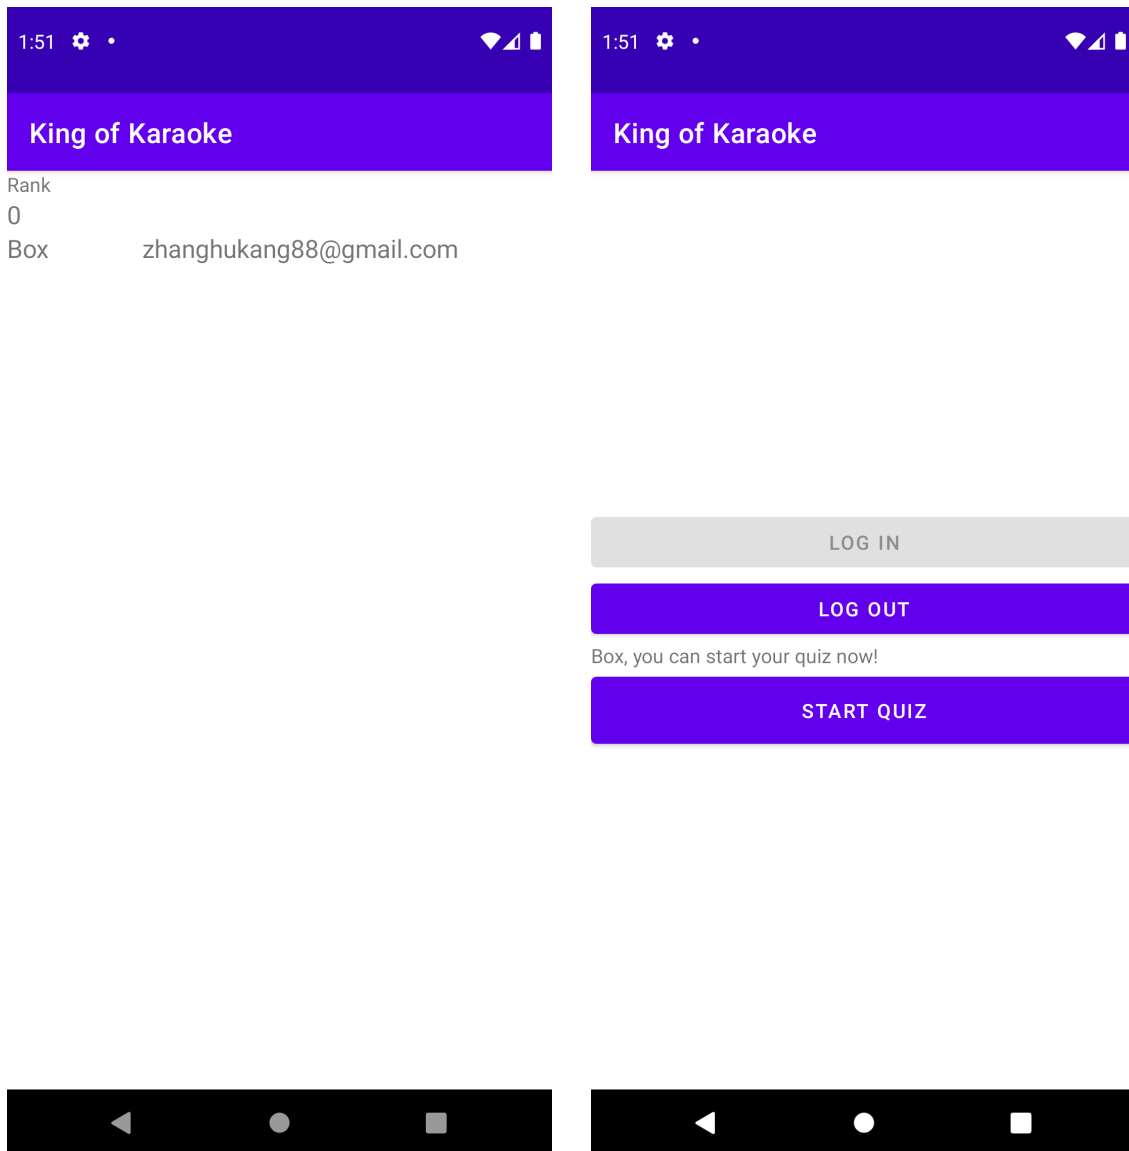 1:51
King of Karaoke
Rank
0
Box zhanghukang88@gmail.com
1:51
King of Karaoke
LOG IN
LOG OUT
Box, you can start your quiz now!
START QUIZ